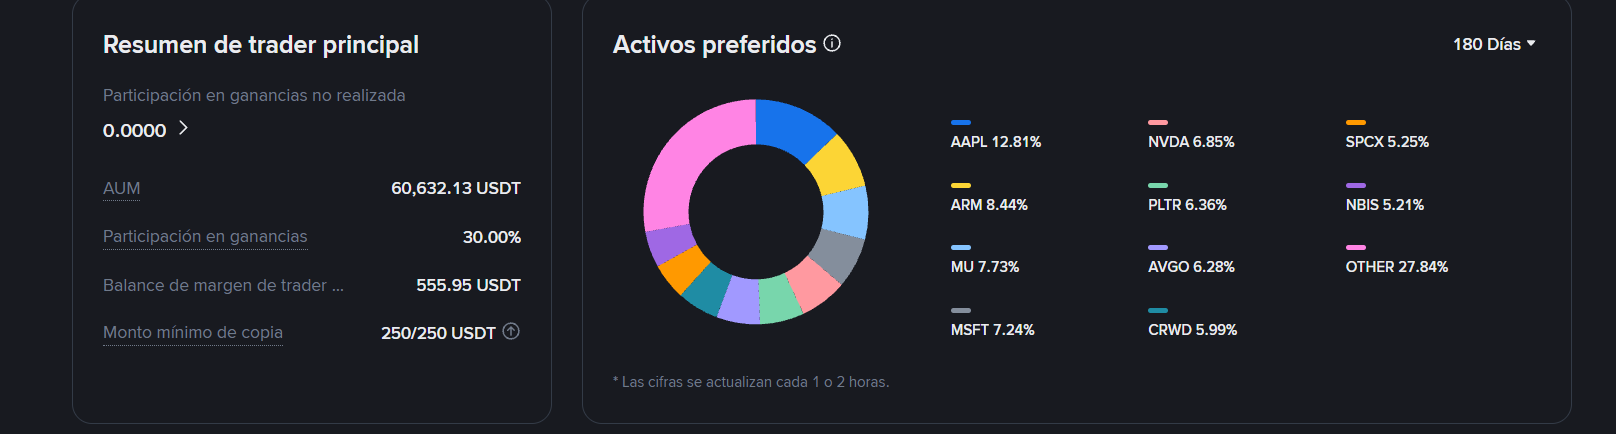 Resumen de trader principal
Participación en ganancias no realizada
0.0000
AUM 60,632.13 USDT
Participación en ganancias 30.00%
Balance de margen de trader ... 555.95 USDT
Monto mínimo de copia 250/250 USDT
Activos preferidos
180 Días
AAPL 12.81% NVDA 6.85% SPCX 5.25%
ARM 8.44% PLTR 6.36% NBIS 5.21%
MU 7.73% AVGO 6.28% OTHER 27.84%
MSFT 7.24% CRWD 5.99%
* Las cifras se actualizan cada 1 o 2 horas.